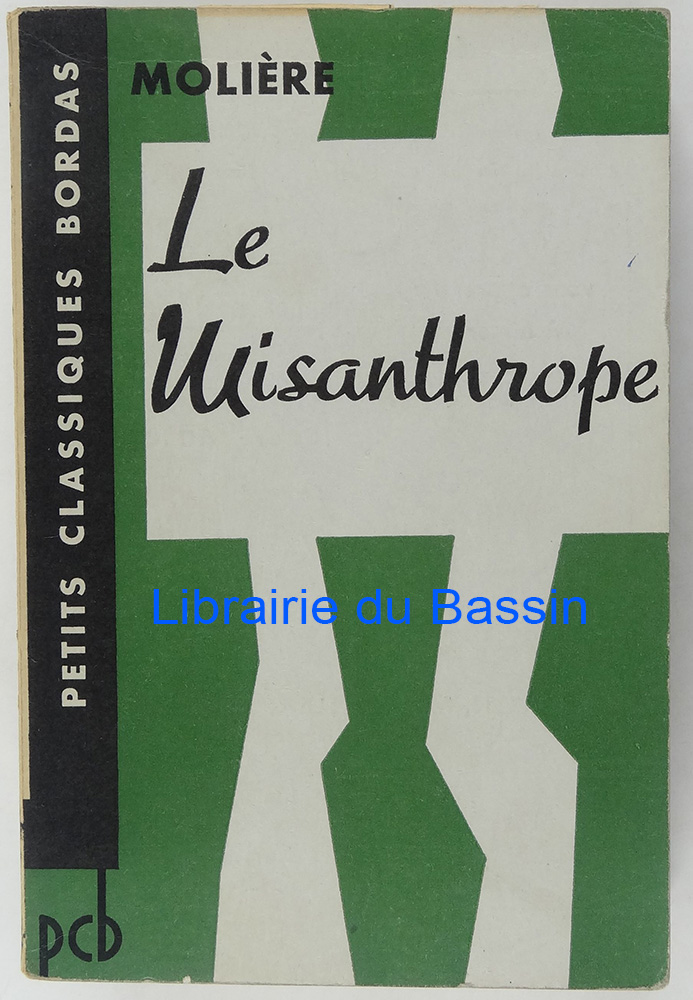 MOLIÈRE
Le
Misanthrope
PETITS CLASSIQUES BORDAS
Librairie du Bassin
pcb